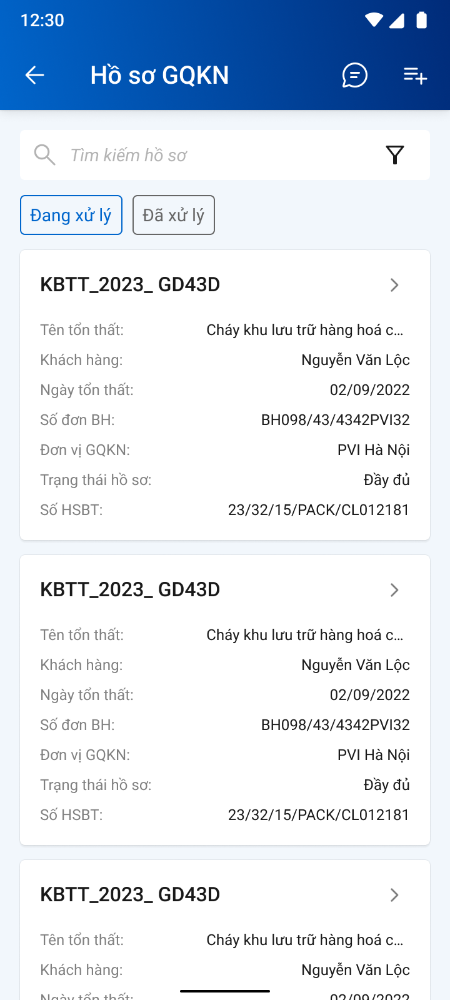 12:30
Hồ sơ GQKN
Tìm kiếm hồ sơ
Đang xử lý
Đã xử lý
KBTT_2023_ GD43D
Tên tổn thất: Cháy khu lưu trữ hàng hoá c...
Khách hàng: Nguyễn Văn Lộc
Ngày tổn thất: 02/09/2022
Số đơn BH: BH098/43/4342PVI32
Đơn vị GQKN: PVI Hà Nội
Trạng thái hồ sơ: Đầy đủ
Số HSBT: 23/32/15/PACK/CL012181
KBTT_2023_ GD43D
Tên tổn thất: Cháy khu lưu trữ hàng hoá c...
Khách hàng: Nguyễn Văn Lộc
Ngày tổn thất: 02/09/2022
Số đơn BH: BH098/43/4342PVI32
Đơn vị GQKN: PVI Hà Nội
Trạng thái hồ sơ: Đầy đủ
Số HSBT: 23/32/15/PACK/CL012181
KBTT_2023_ GD43D
Tên tổn thất: Cháy khu lưu trữ hàng hoá c...
Khách hàng: Nguyễn Văn Lộc
Ngày tổn thất: 02/09/2022